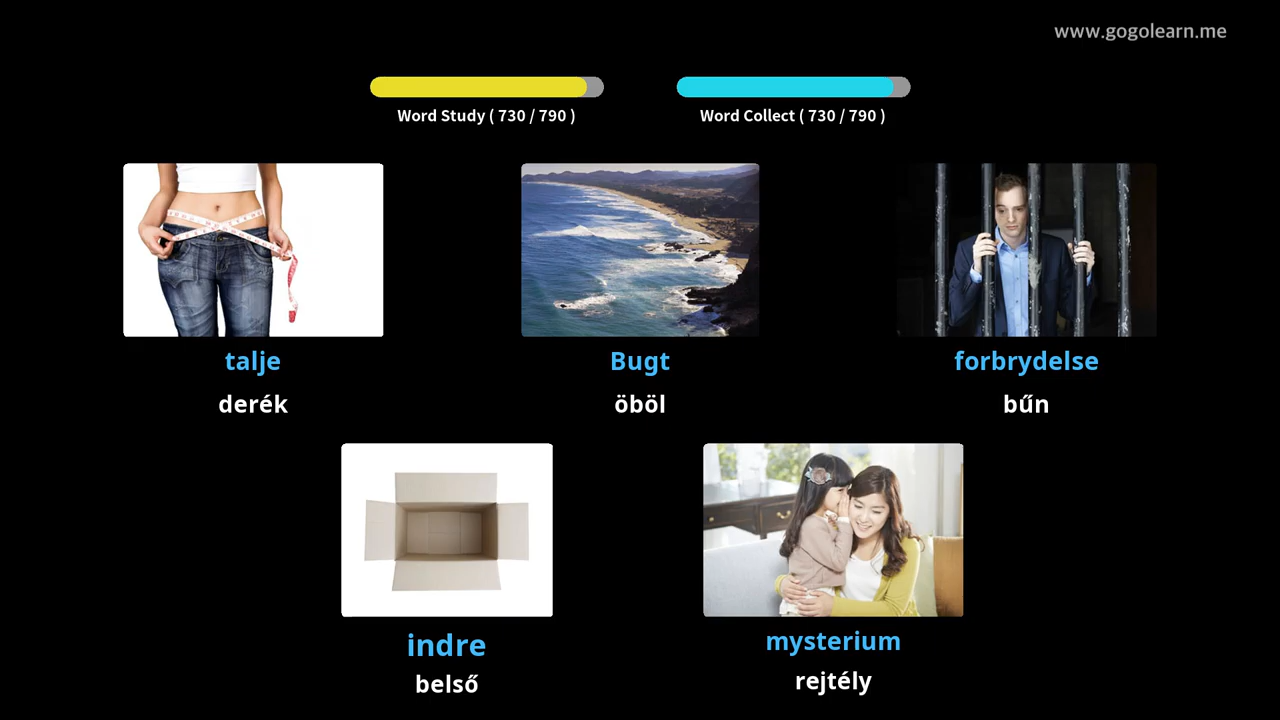 www.gogolearn.me
Word Study ( 730 / 790 )
Word Collect ( 730 / 790 )
talje
derék
Bugt
öböl
forbrydelse
bűn
indre
belső
mysterium
rejtély